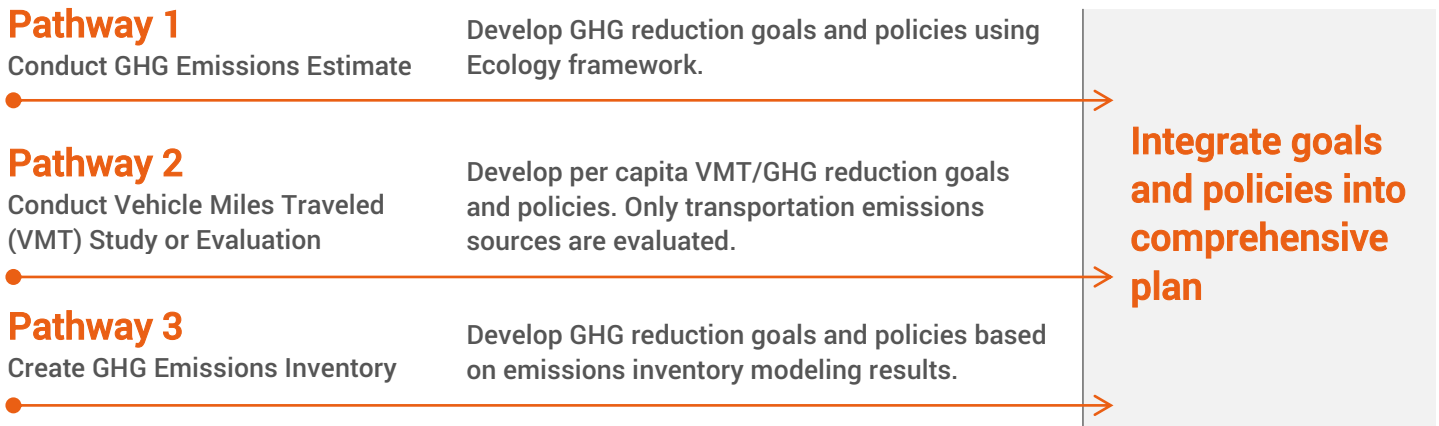 Pathway 1
Conduct GHG Emissions Estimate
Develop GHG reduction goals and policies using
Ecology framework.
Pathway 2
Conduct Vehicle Miles Traveled
(VMT) Study or Evaluation
Develop per capita VMT/GHG reduction goals
and policies. Only transportation emissions
sources are evaluated.
Pathway 3
Create GHG Emissions Inventory
Develop GHG reduction goals and policies based
on emissions inventory modeling results.
Integrate goals
and policies into
comprehensive
plan